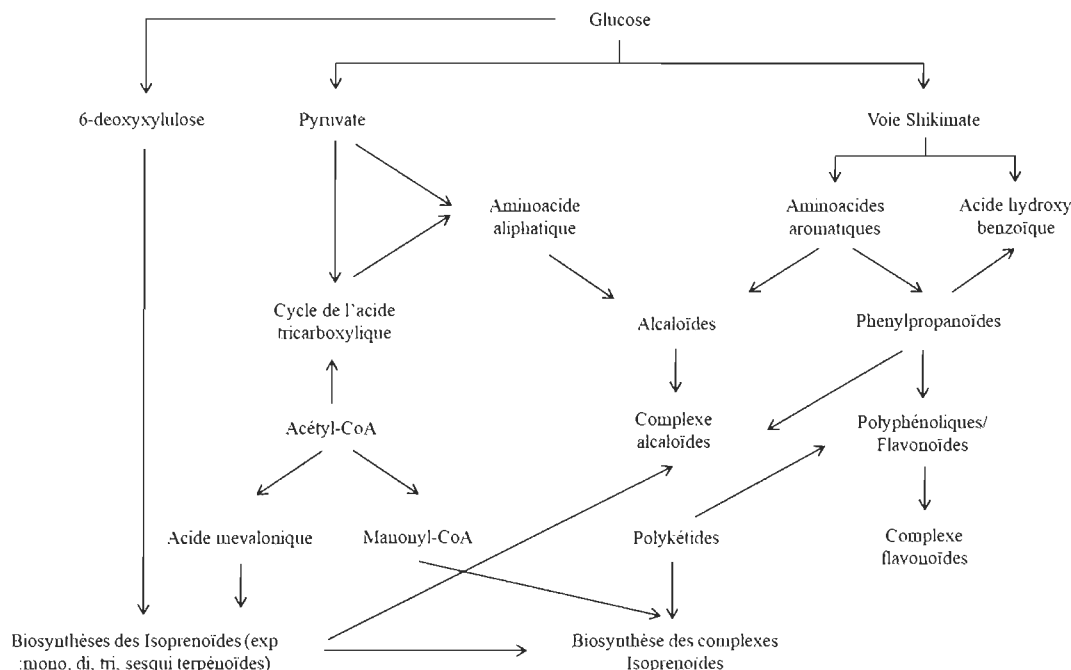 Glucose
6-deoxyxylulose
Pyruvate
Voie Shikimate
Aminoacide
aliphatique
Aminoacides
aromatiques
Acide hydroxy
benzoïque
Cycle de l'acide
tricarboxylique
Alcaloïdes
Phenylpropanoïdes
Acétyl-CoA
Complexe
alcaloïdes
Polyphénoliques/
Flavonoïdes
Acide mevalonique
Manonyl-CoA
Polykétides
Complexe
flavonoïdes
Biosynthèses des Isoprenoïdes (exp
:mono, di, tri, sesqui terpénoïdes)
Biosynthèse des complexes
Isoprenoïdes